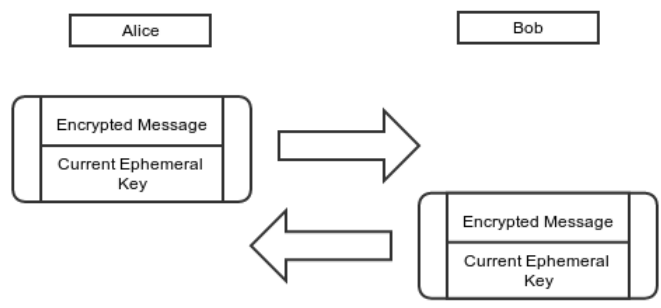 Alice
Bob
Encrypted Message
Current Ephemeral
Key
Encrypted Message
Current Ephemeral
Key